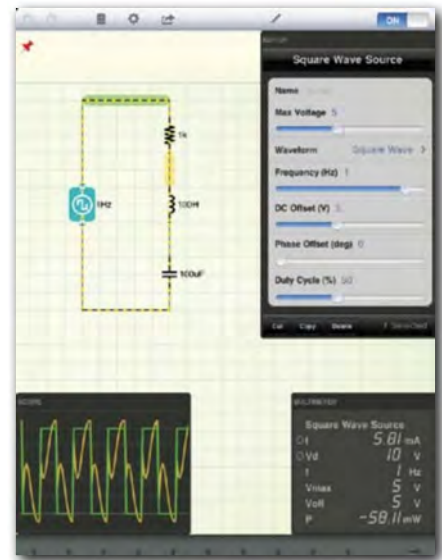 ON
Square Wave Source
Name
Max Voltage 5
Waveform Square Wave >
Frequency (Hz) 1
DC Offset (V)
Phase Offset (deg) 0
Duty Cycle (%) 50
Cut Copy Delete
1k
1Hz
100uF
SCOPE
MULTIMETER
Square Wave Source
I 5.81 mA
Vd 10 V
f 1 Hz
Vmax 5 V
Voff 5 V
P -58.11 mW